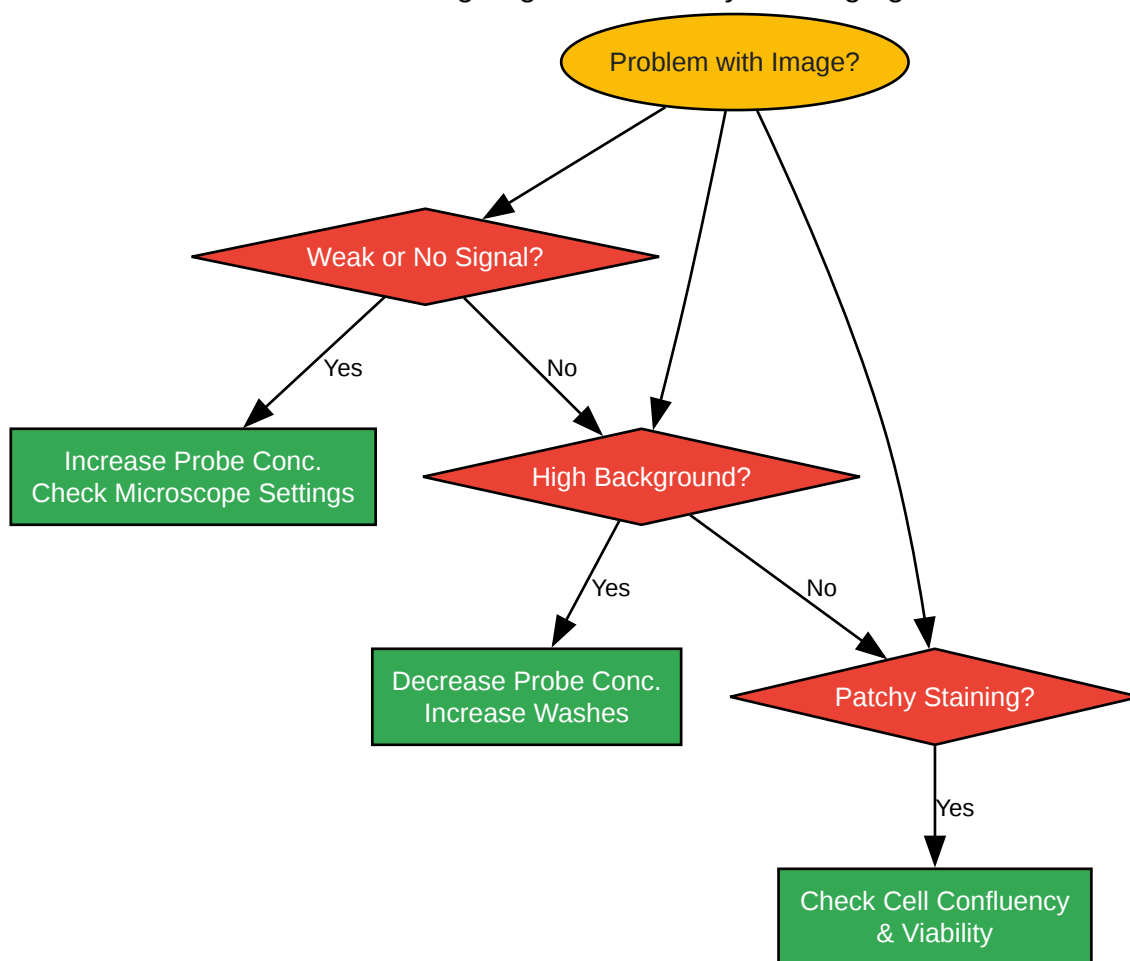 Problem with Image?
Weak or No Signal?
Yes
No
Increase Probe Conc.
Check Microscope Settings
High Background?
Yes
No
Decrease Probe Conc.
Increase Washes
Patchy Staining?
Yes
Check Cell Confluency
& Viability